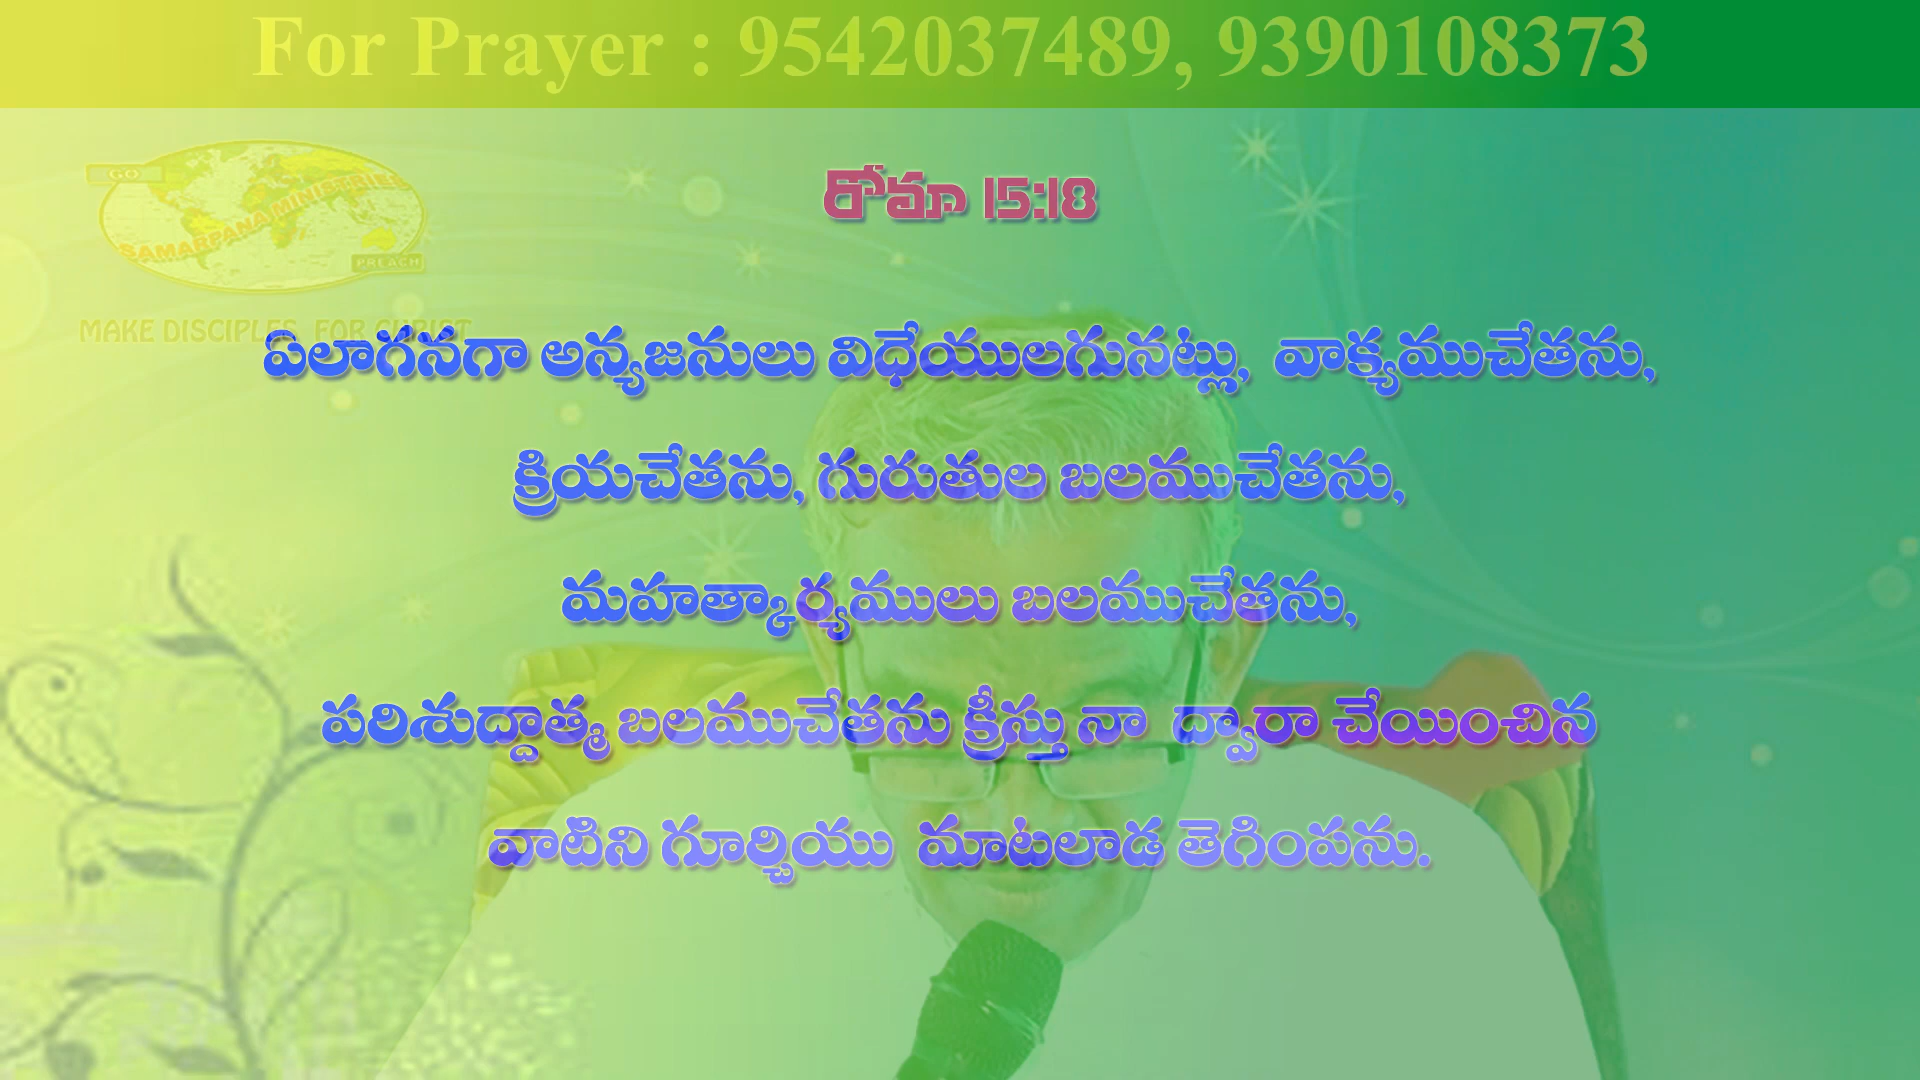 For Prayer : 9542037489, 9390108373
GO
SAMARPANA MINISTRIES
PREACH
MAKE DISCIPLES FOR CHRIST
రోమా 15:18
ఏలాగనగా అన్యజనులు విధేయులగునట్లు, వాక్యముచేతను,
క్రియచేతను, గురుతుల బలముచేతను,
మహత్కార్యములు బలముచేతను,
పరిశుద్దాత్మ బలముచేతను క్రీస్తు నా ద్వారా చేయించిన
వాటిని గూర్చియు మాటలాడ తెగింపను.